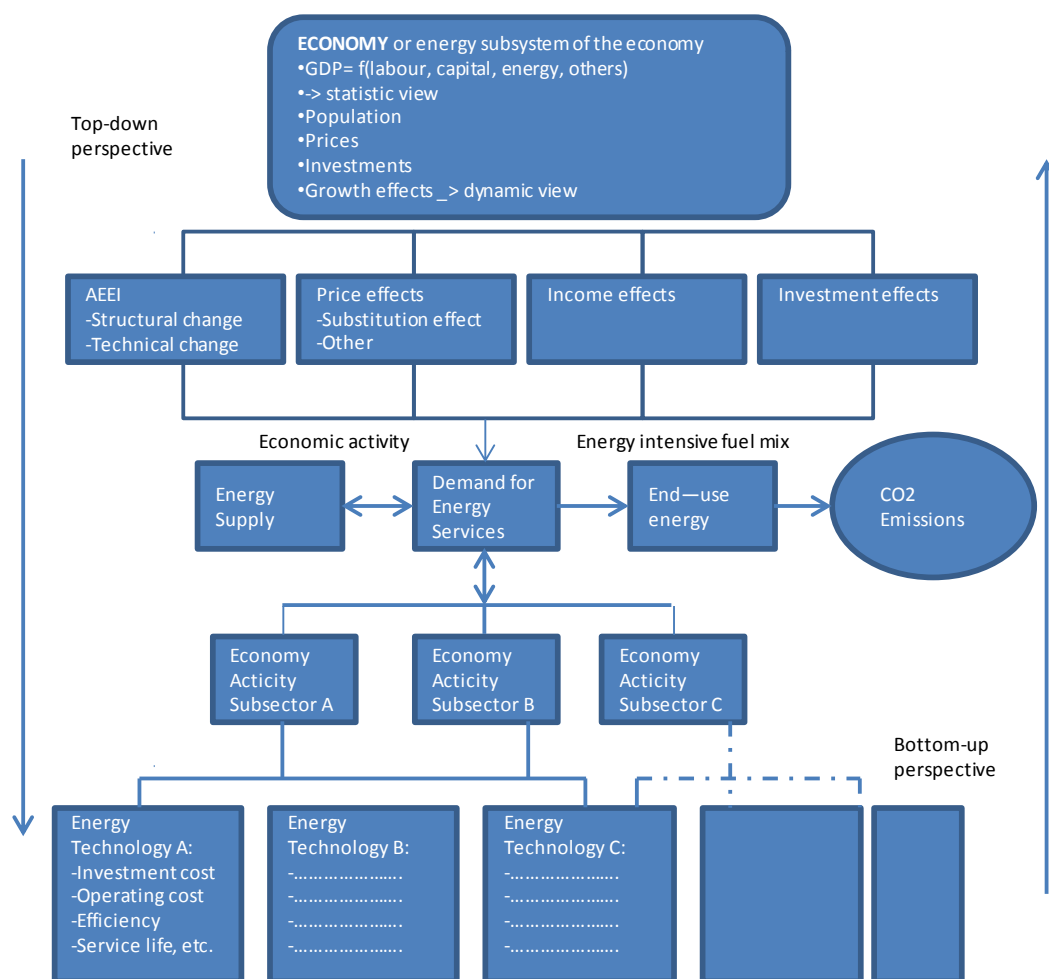 ECONOMY or energy subsystem of the economy
•GDP= f(labour, capital, energy, others)
•-> statistic view
•Population
•Prices
•Investments
•Growth effects _> dynamic view
Top-down
perspective
AEEI
-Structural change
-Technical change
Price effects
-Substitution effect
-Other
Income effects
Investment effects
Economic activity
Energy intensive fuel mix
Energy
Supply
Demand for
Energy
Services
End—use
energy
CO2
Emissions
Economy
Acticity
Subsector A
Economy
Acticity
Subsector B
Economy
Acticity
Subsector C
Bottom-up
perspective
Energy
Technology A:
-Investment cost
-Operating cost
-Efficiency
-Service life, etc.
Energy
Technology B:
-………………….
-………………….
-………………….
-………………….
Energy
Technology C:
-………………….
-………………….
-………………….
-………………….